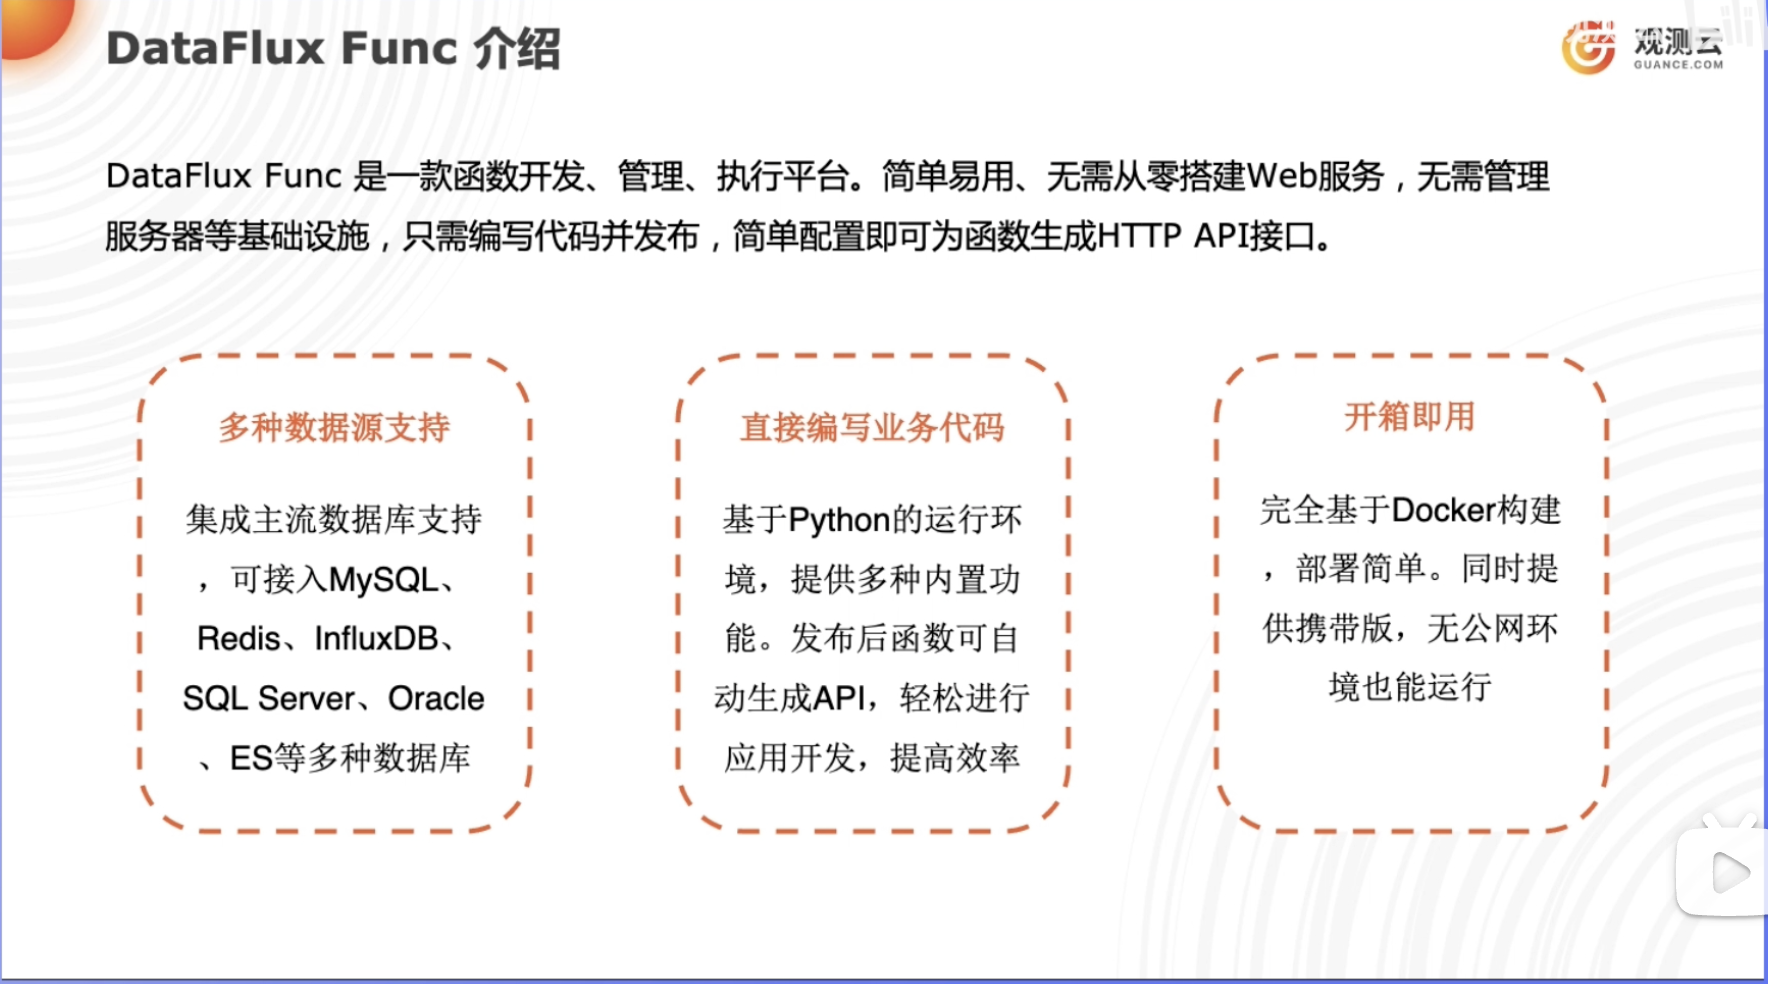 DataFlux Func 介绍
观测云
GUANCE.COM
DataFlux Func 是一款函数开发、管理、执行平台。简单易用、无需从零搭建Web服务，无需管理
服务器等基础设施，只需编写代码并发布，简单配置即可为函数生成HTTP API接口。
多种数据源支持
集成主流数据库支持
，可接入MySQL、
Redis、InfluxDB、
SQL Server、Oracle
、ES等多种数据库
直接编写业务代码
基于Python的运行环
境，提供多种内置功
能。发布后函数可自
动生成API，轻松进行
应用开发，提高效率
开箱即用
完全基于Docker构建
，部署简单。同时提
供携带版，无公网环
境也能运行